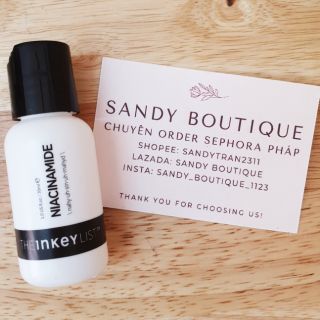 SANDY BOUTIQUE
CHUYÊN ORDER SEPHORA PHÁP
SHOPEE: SANDYTRAN2311
LAZADA: SANDY BOUTIQUE
INSTA: SANDY_BOUTIQUE_1123
THANK YOU FOR CHOOSING US!
NIACINAMIDE
THE INKEY LIST™